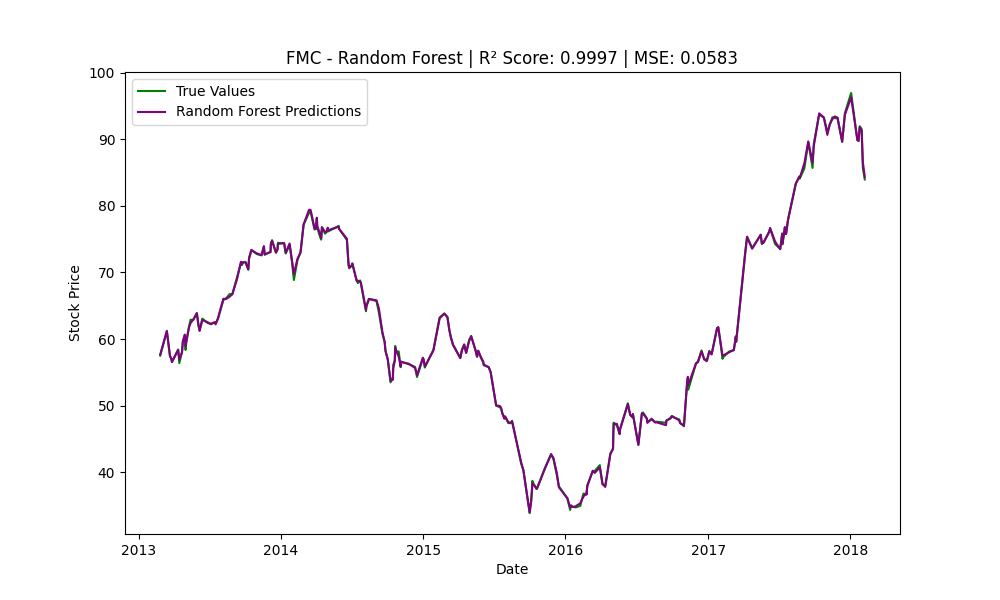 FMC - Random Forest | R² Score: 0.9997 | MSE: 0.0583
True Values
Random Forest Predictions
Stock Price
100
90
80
70
60
50
40
2013 2014 2015 2016 2017 2018
Date